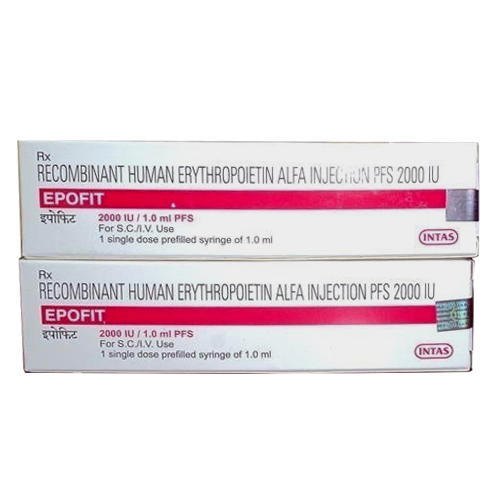 Rx
RECOMBINANT HUMAN ERYTHROPOIETIN ALFA INJECTION PFS 2000 IU
EPOFIT
इपोफिट
2000 IU / 1.0 ml PFS
For S.C./I.V. Use
1 single dose prefilled syringe of 1.0 ml
INTAS
Rx
RECOMBINANT HUMAN ERYTHROPOIETIN ALFA INJECTION PFS 2000 IU
EPOFIT
इपोफिट
2000 IU / 1.0 ml PFS
For S.C./I.V. Use
1 single dose prefilled syringe of 1.0 ml
INTAS